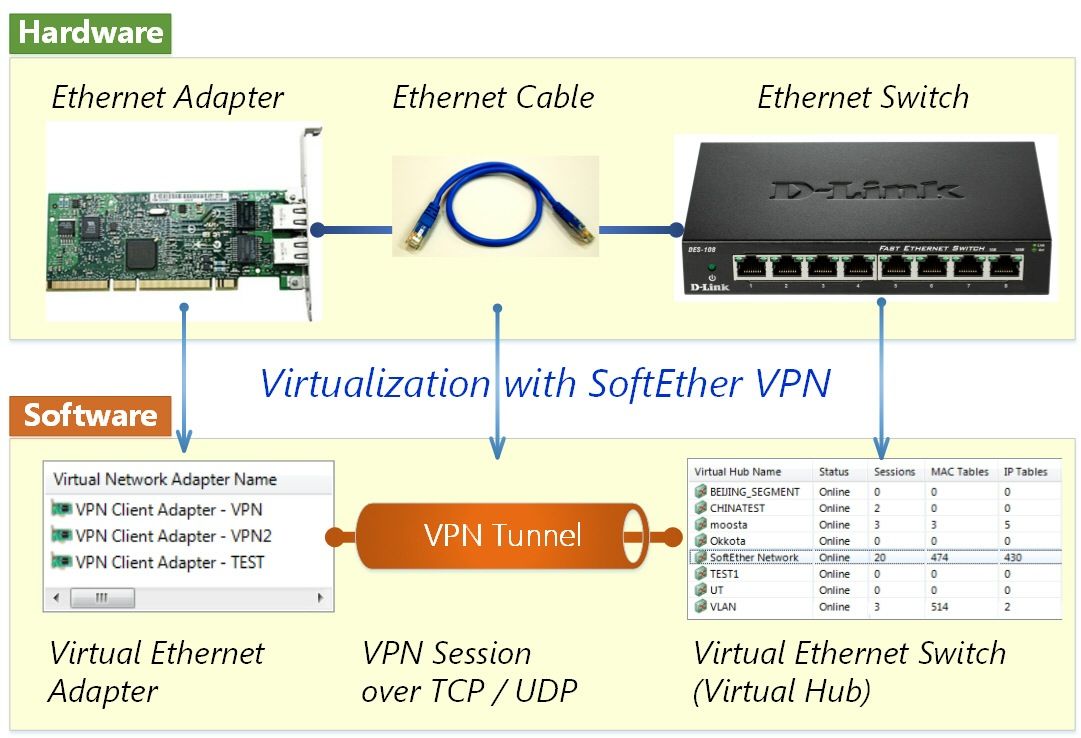 Hardware
Ethernet Adapter
Ethernet Cable
Ethernet Switch
D-Link
DES-108
FAST ETHERNET SWITCH
D-Link
1 2 3 4 5 6 7 8
Virtualization with SoftEther VPN
Software
Virtual Network Adapter Name
VPN Client Adapter - VPN
VPN Client Adapter - VPN2
VPN Client Adapter - TEST
VPN Tunnel
Virtual Hub Name Status Sessions MAC Tables IP Tables
BEIJING_SEGMENT Online 0 0 0
CHINATEST Online 2 0 0
moosta Online 3 3 5
Okkota Online 0 0 0
SoftEther Network Online 20 474 430
TEST1 Online 0 0 0
UT Online 0 0 0
VLAN Online 3 514 2
Virtual Ethernet
Adapter
VPN Session
over TCP / UDP
Virtual Ethernet Switch
(Virtual Hub)